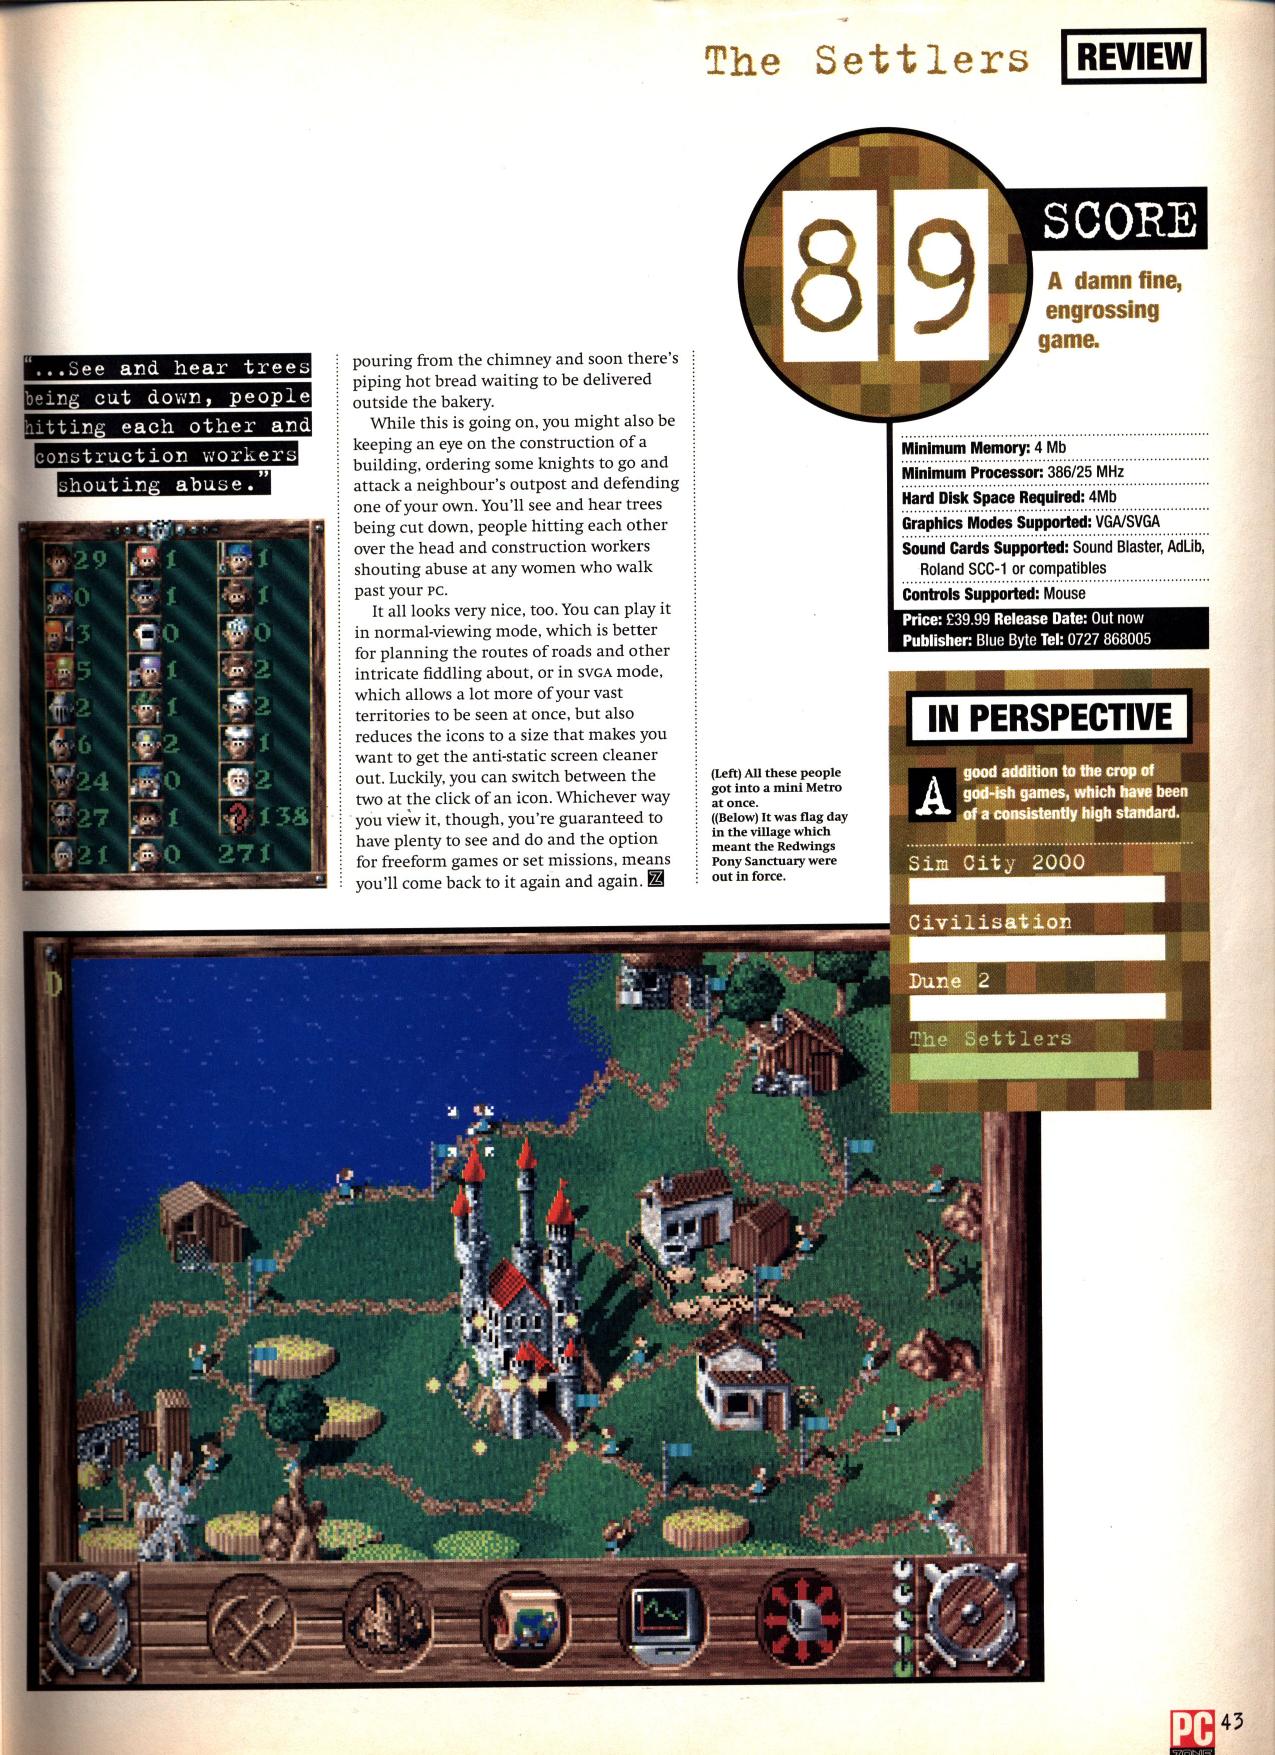 The Settlers REVIEW
89
SCORE
A damn fine,
engrossing
game.
"...See and hear trees
being cut down, people
hitting each other and
construction workers
shouting abuse."
29 1 1
0 1 1
3 0 0
5 1 2
2 1 2
6 2 1
24 0 2
27 1 138
21 0 271
pouring from the chimney and soon there's
piping hot bread waiting to be delivered
outside the bakery.
While this is going on, you might also be
keeping an eye on the construction of a
building, ordering some knights to go and
attack a neighbour's outpost and defending
one of your own. You'll see and hear trees
being cut down, people hitting each other
over the head and construction workers
shouting abuse at any women who walk
past your PC.
It all looks very nice, too. You can play it
in normal-viewing mode, which is better
for planning the routes of roads and other
intricate fiddling about, or in SVGA mode,
which allows a lot more of your vast
territories to be seen at once, but also
reduces the icons to a size that makes you
want to get the anti-static screen cleaner
out. Luckily, you can switch between the
two at the click of an icon. Whichever way
you view it, though, you're guaranteed to
have plenty to see and do and the option
for freeform games or set missions, means
you'll come back to it again and again. Z
(Left) All these people
got into a mini Metro
at once.
((Below) It was flag day
in the village which
meant the Redwings
Pony Sanctuary were
out in force.
Minimum Memory: 4 Mb
Minimum Processor: 386/25 MHz
Hard Disk Space Required: 4Mb
Graphics Modes Supported: VGA/SVGA
Sound Cards Supported: Sound Blaster, AdLib,
Roland SCC-1 or compatibles
Controls Supported: Mouse
Price: £39.99 Release Date: Out now
Publisher: Blue Byte Tel: 0727 868005
IN PERSPECTIVE
A good addition to the crop of
god-ish games, which have been
of a consistently high standard.
Sim City 2000
Civilisation
Dune 2
The Settlers
D
PC 43
ZONE